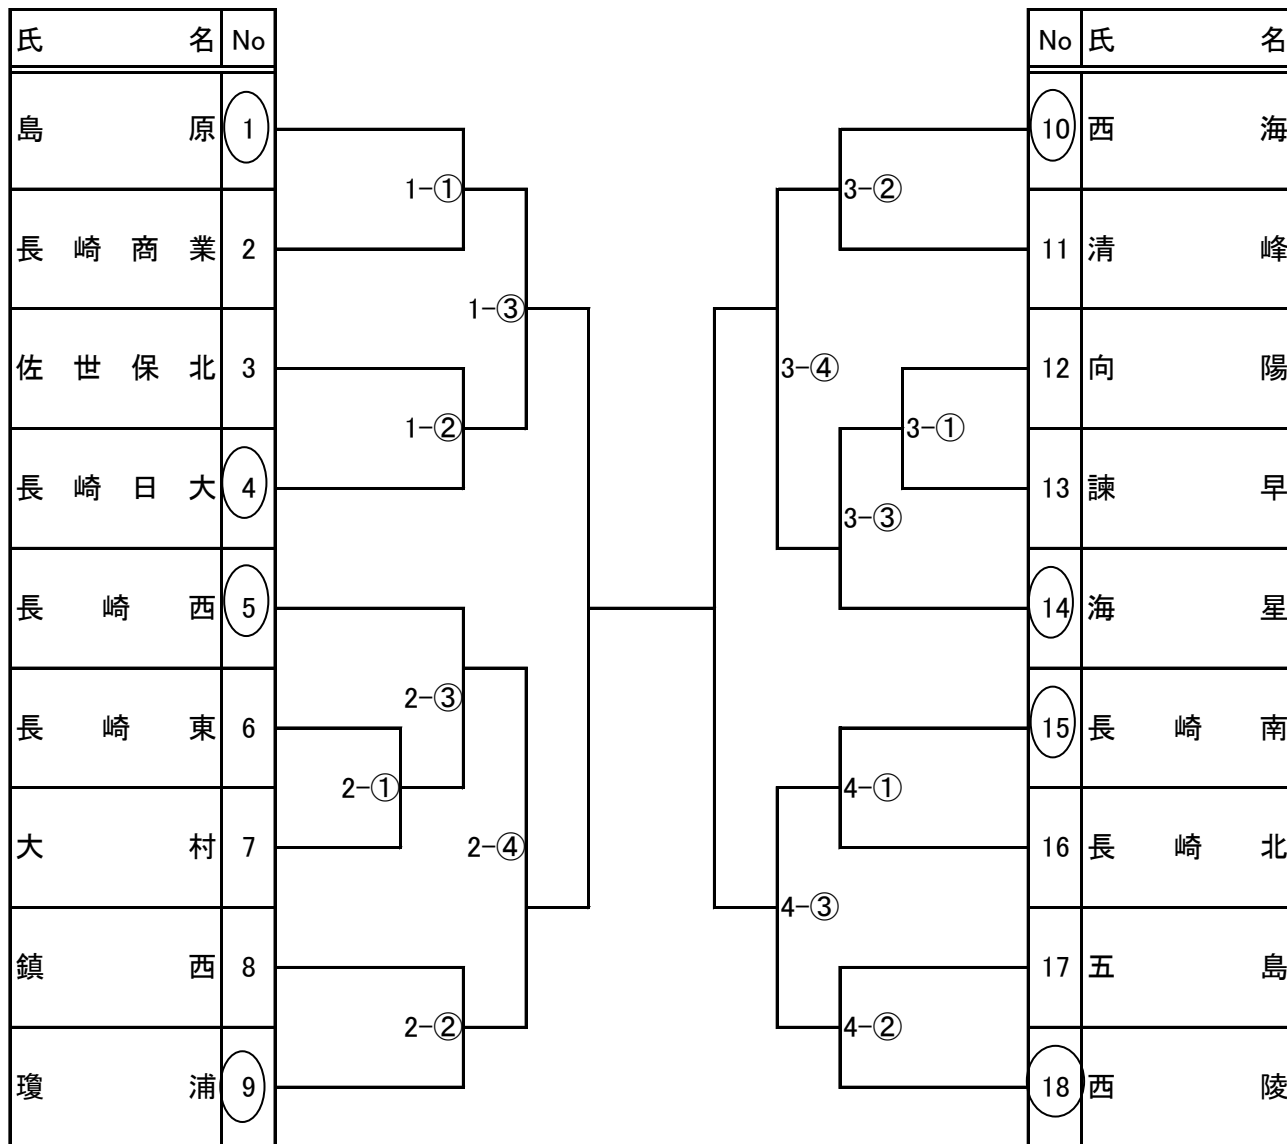 氏名 No
島原 1
1-①
長崎商業 2
1-③
佐世保北 3
1-②
長崎日大 4
長崎西 5
2-③
長崎東 6
2-①
大村 7
2-④
鎮西 8
2-②
瓊浦 9
No 氏名
10 西海
3-②
11 清峰
3-④
12 向陽
3-①
13 諫早
3-③
14 海星
15 長崎南
4-①
16 長崎北
4-③
17 五島
4-②
18 西陵